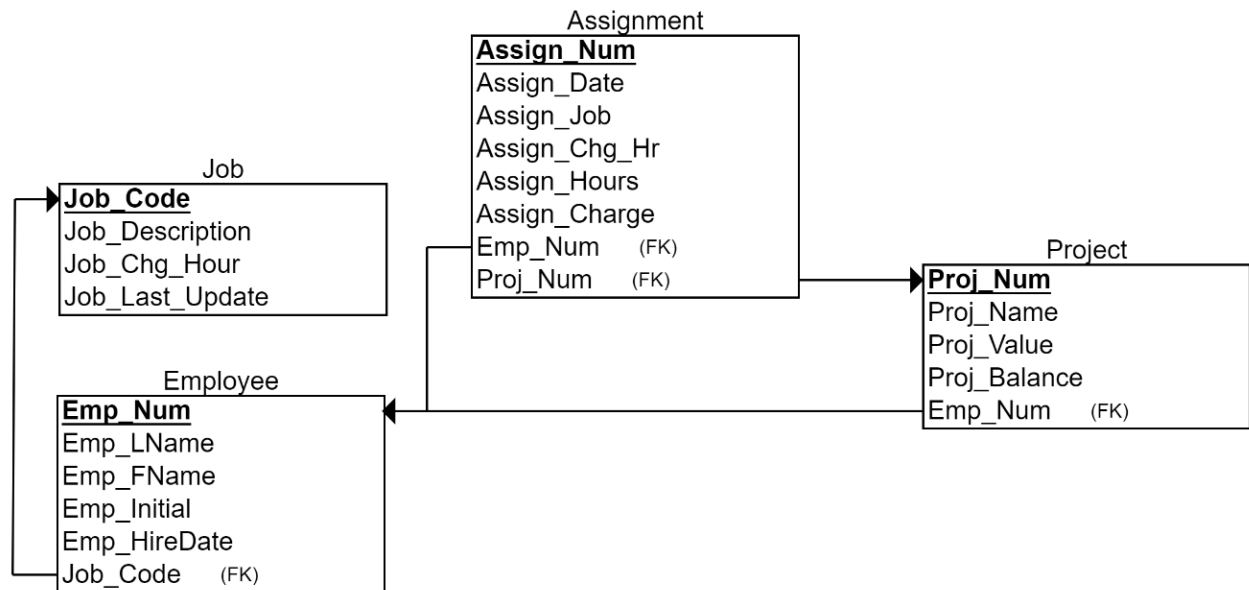 Assignment
Assign_Num
Assign_Date
Assign_Job
Assign_Chg_Hr
Assign_Hours
Assign_Charge
Emp_Num (FK)
Proj_Num (FK)
Job
Job_Code
Job_Description
Job_Chg_Hour
Job_Last_Update
Project
Proj_Num
Proj_Name
Proj_Value
Proj_Balance
Emp_Num (FK)
Employee
Emp_Num
Emp_LName
Emp_FName
Emp_Initial
Emp_HireDate
Job_Code (FK)